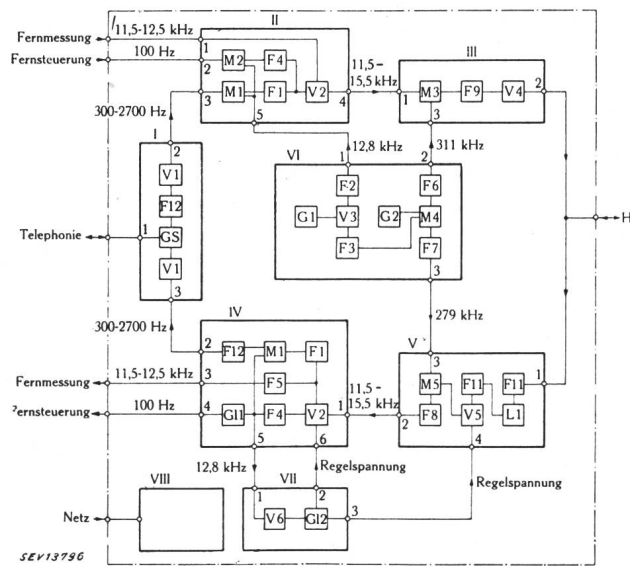 I
II
H
Fernmessung
11,5-12,5 kHz
Fernsteuerung
100 Hz
1
2
M2
F4
3
M1
F1
V2
4
5
11,5–
15,5 kHz
III
1
M3
F9
V4
2
3
300-2700 Hz
I
2
V1
F12
GS
V1
1
3
Telephonie
12,8 kHz
311 kHz
VI
1
2
F2
F6
G1
V3
G2
M4
F3
F7
3
H
279 kHz
300-2700 Hz
IV
2
F12
M1
F1
Fernmessung
11,5-12,5 kHz
3
F5
?ernsteuerung
100 Hz
4
Gl1
F4
V2
1
5
6
11,5–
15,5 kHz
V
3
M5
F11
F11
1
F8
V5
L1
2
4
12,8 kHz
Regelspannung
VIII
VII
1
2
V6
Gl2
3
Regelspannung
Netz
SEV13796